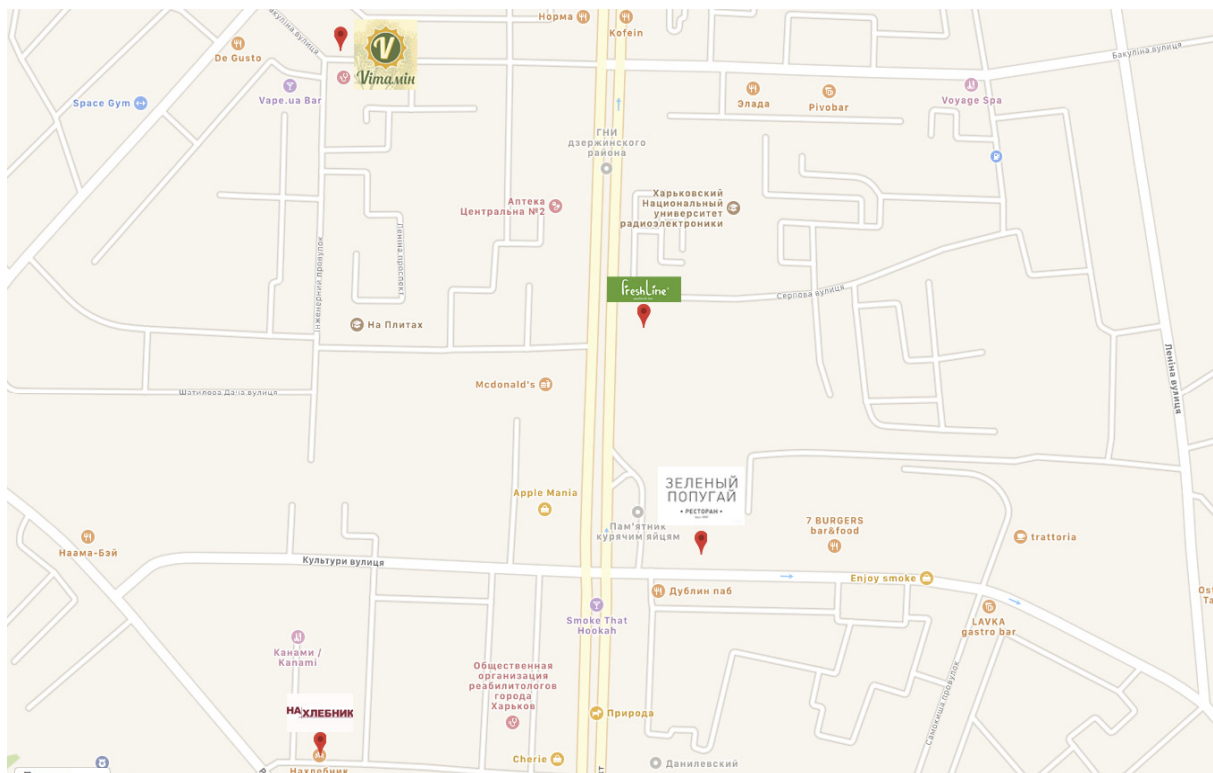 Норма
Kofein
Бакуліна вулиця
De Gusto
Vітамін
Бакуліна вулиця
Vape.ua Bar
Space Gym
Элада
Pivobar
Voyage Spa
ГНИ
дзержинского
района
Аптека
Центральна №2
Харьковский
Национальный
университет
радиоэлектроники
Леніна проспект
Інженерний провулок
freshline
Серпова вулиця
На Плитах
Mcdonald's
Шатилова Дача вулиця
Леніна вулиця
ЗЕЛЕНЫЙ
ПОПУГАЙ
• РЕСТОРАН •
Apple Mania
Пам'ятник
курячим яйцям
7 BURGERS
bar&food
trattoria
Наама-Бэй
Культури вулиця
Enjoy smoke
Дублин паб
Smoke That
Hookah
LAVKA
gastro bar
Канами /
Kanami
Общественная
организация
реабилитологов
города
Харьков
Самокиша провулок
НАХЛЕБНИК
Природа
Cherie
Данилевский
Нахлебник